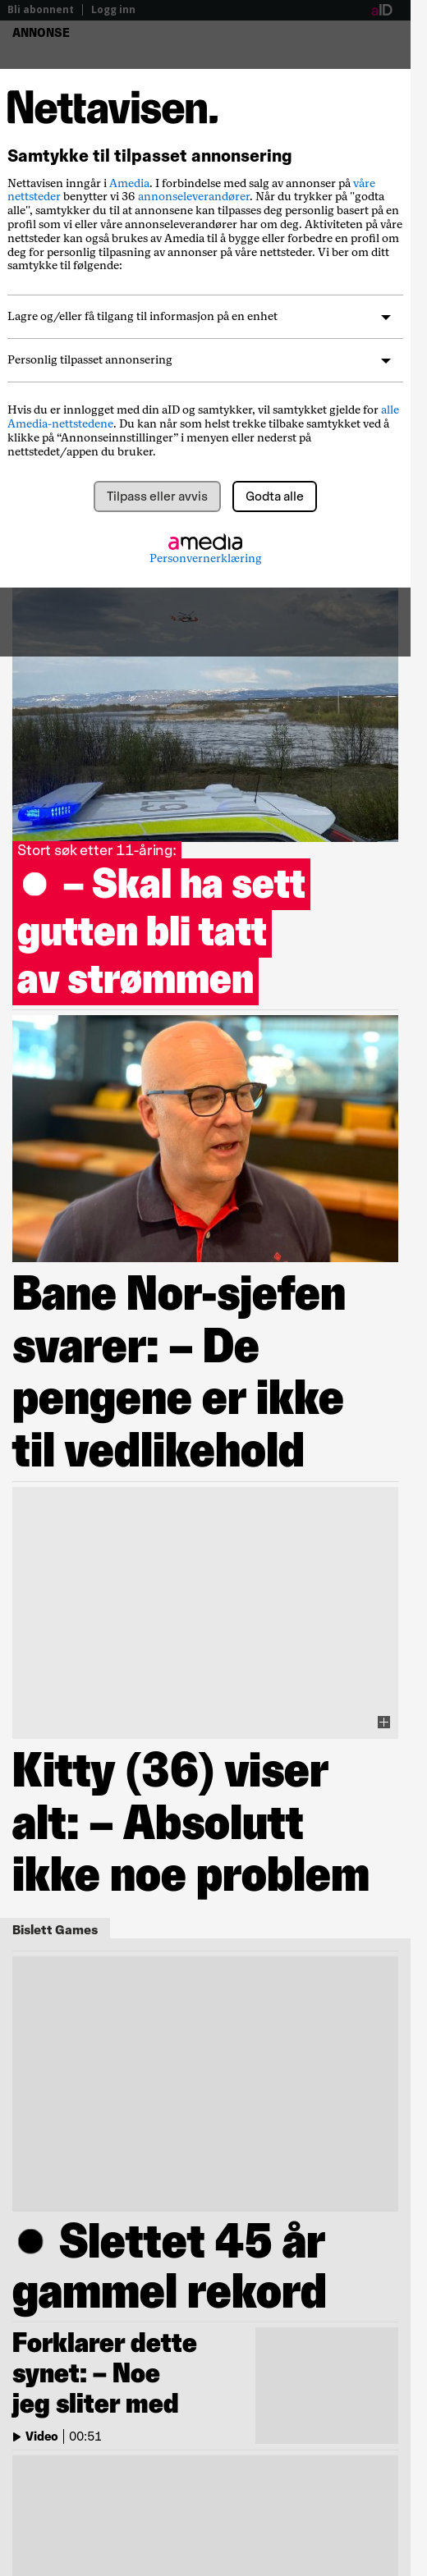 Bli abonnent | Logg inn
aID
ANNONSE
Nettavisen.
Samtykke til tilpasset annonsering
Nettavisen inngår i Amedia. I forbindelse med salg av annonser på våre
nettsteder benytter vi 36 annonseleverandører. Når du trykker på "godta
alle", samtykker du til at annonsene kan tilpasses deg personlig basert på en
profil som vi eller våre annonseleverandører har om deg. Aktiviteten på våre
nettsteder kan også brukes av Amedia til å bygge eller forbedre en profil om
deg for personlig tilpasning av annonser på våre nettsteder. Vi ber om ditt
samtykke til følgende:
Lagre og/eller få tilgang til informasjon på en enhet
Personlig tilpasset annonsering
Hvis du er innlogget med din aID og samtykker, vil samtykket gjelde for alle
Amedia-nettstedene. Du kan når som helst trekke tilbake samtykket ved å
klikke på “Annonseinnstillinger” i menyen eller nederst på
nettstedet/appen du bruker.
Tilpass eller avvis
Godta alle
amedia
Personvernerklæring
Stort søk etter 11-åring:
– Skal ha sett
gutten bli tatt
av strømmen
Bane Nor-sjefen
svarer: – De
pengene er ikke
til vedlikehold
Kitty (36) viser
alt: – Absolutt
ikke noe problem
Bislett Games
Slettet 45 år
gammel rekord
Forklarer dette
synet: – Noe
jeg sliter med
Video | 00:51